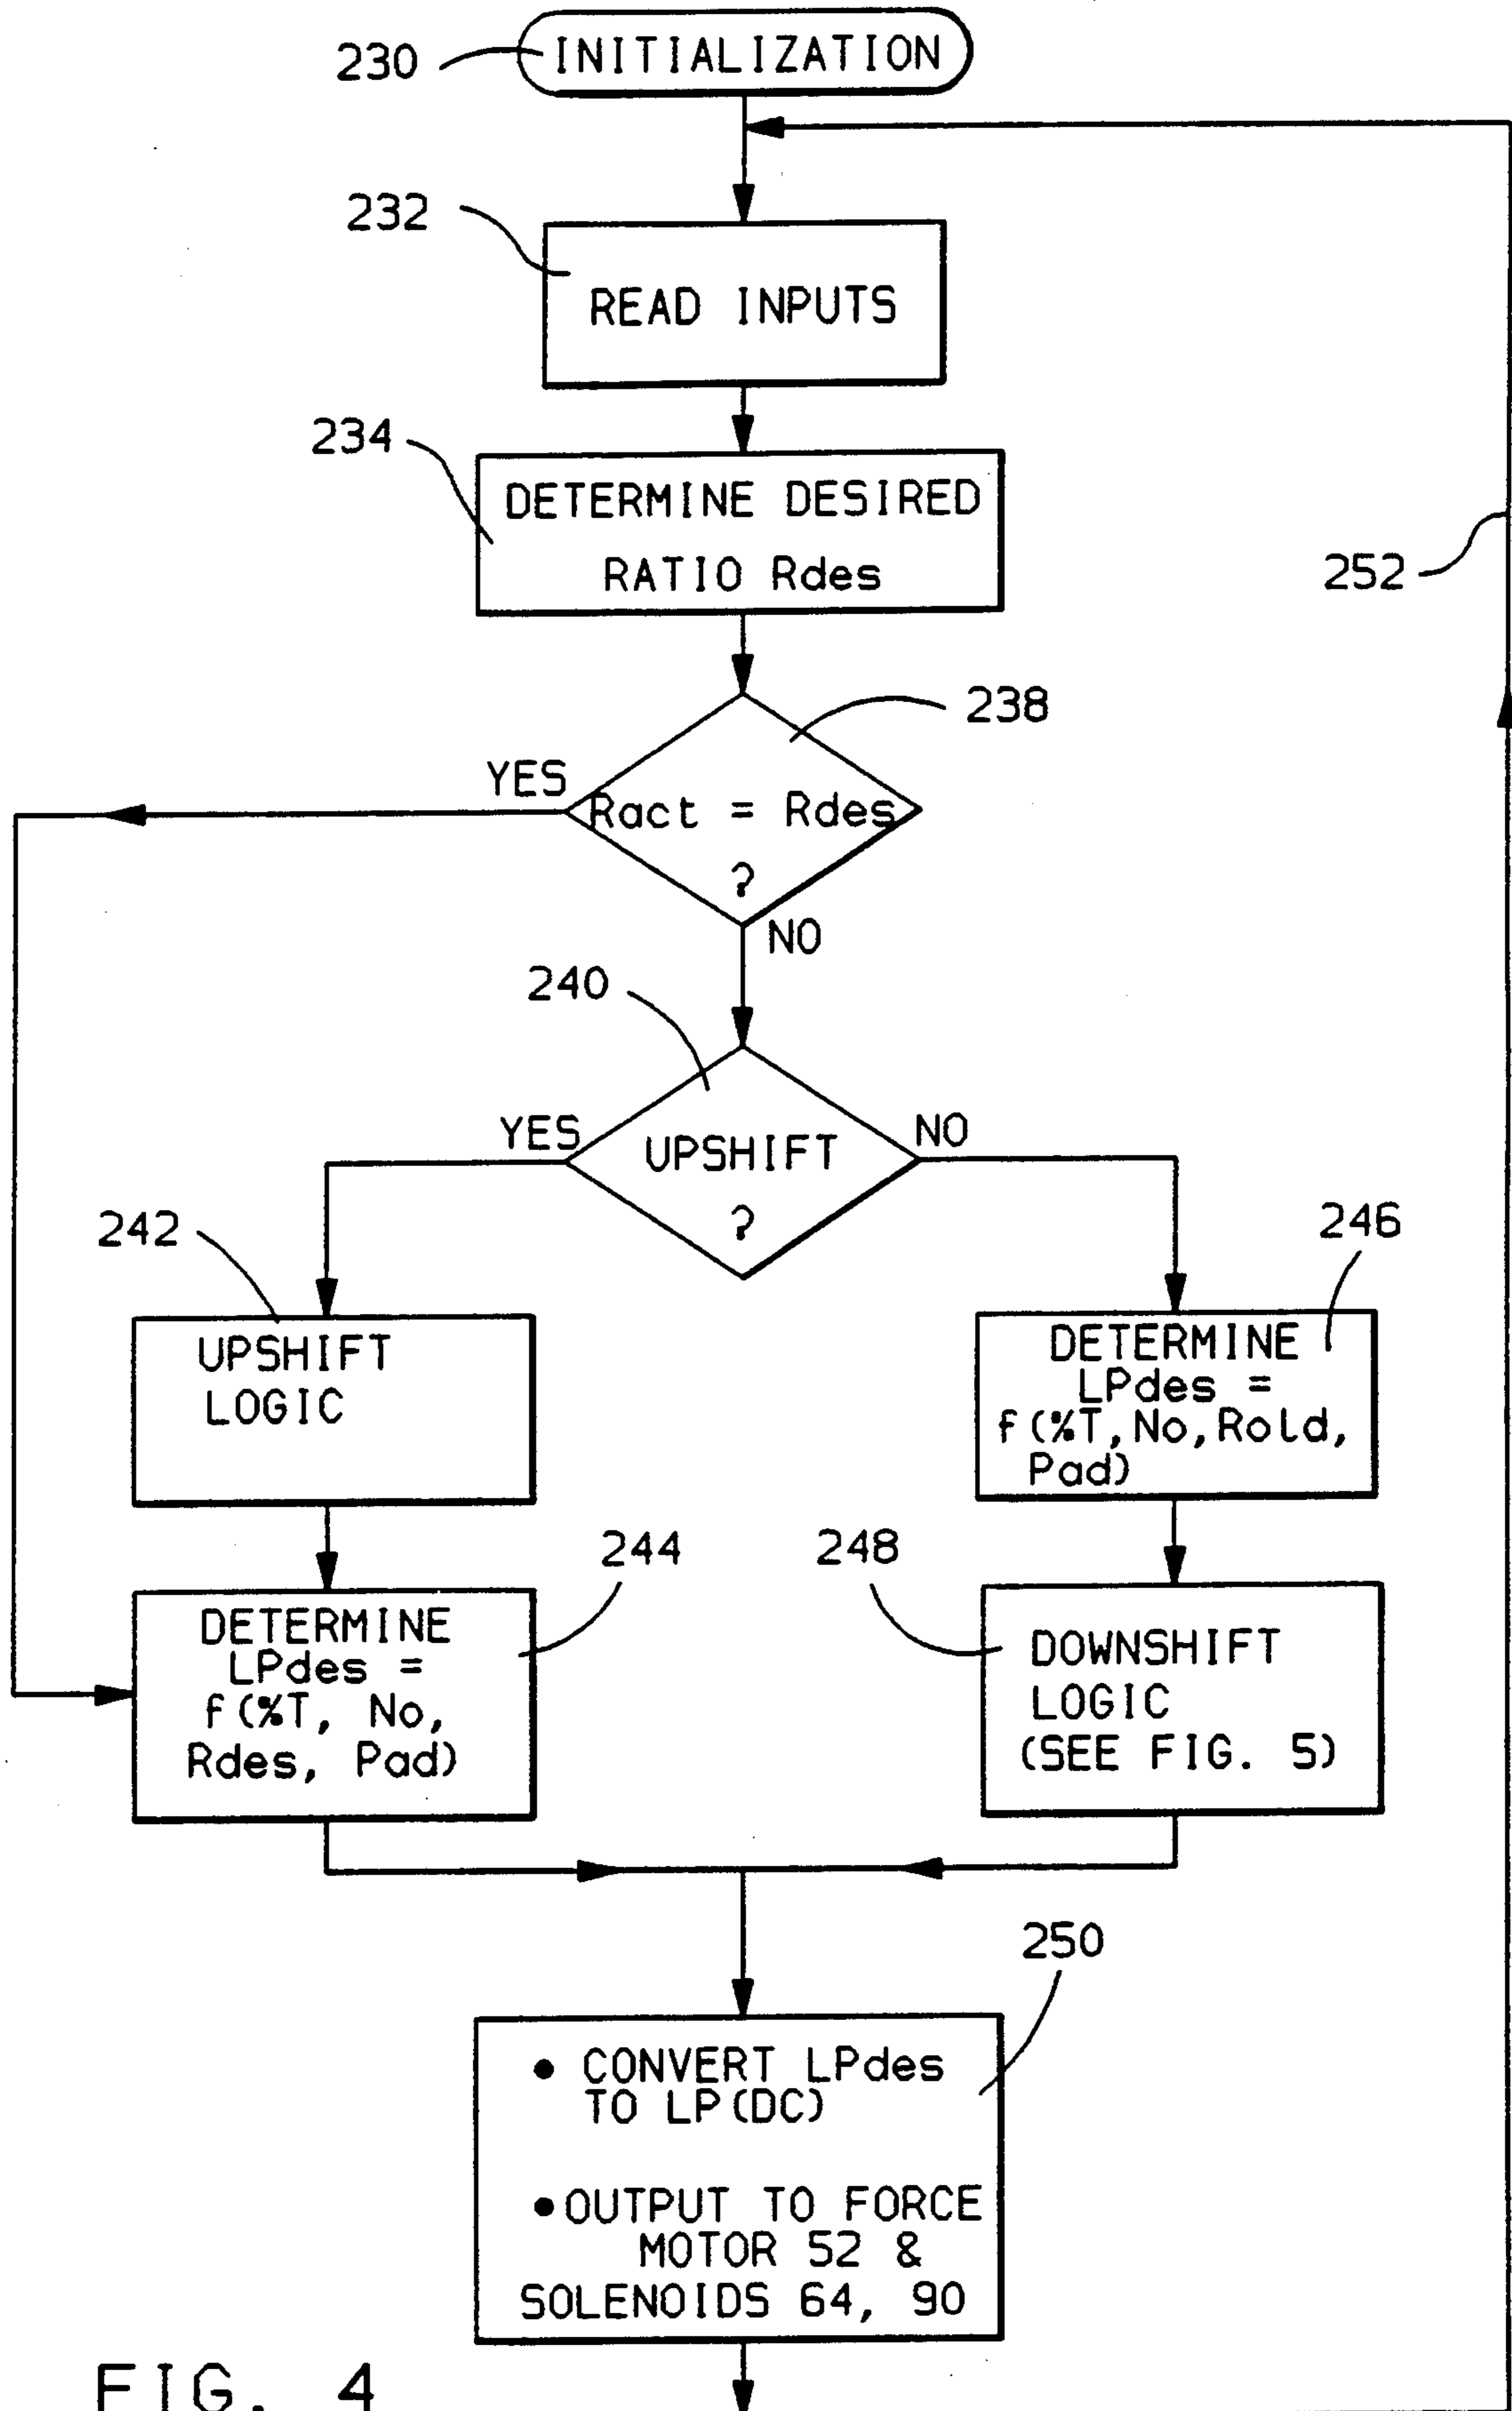 230
INITIALIZATION
232
READ INPUTS
234
DETERMINE DESIRED
RATIO Rdes
252
238
YES
Ract = Rdes
?
NO
240
YES
UPSHIFT
?
NO
242
UPSHIFT
LOGIC
246
DETERMINE
LPdes =
f(%T,No,Rold,
Pad)
244
DETERMINE
LPdes =
f(%T, No,
Rdes, Pad)
248
DOWNSHIFT
LOGIC
(SEE FIG. 5)
250
• CONVERT LPdes
TO LP(DC)
• OUTPUT TO FORCE
MOTOR 52 &
SOLENOIDS 64, 90
FIG. 4